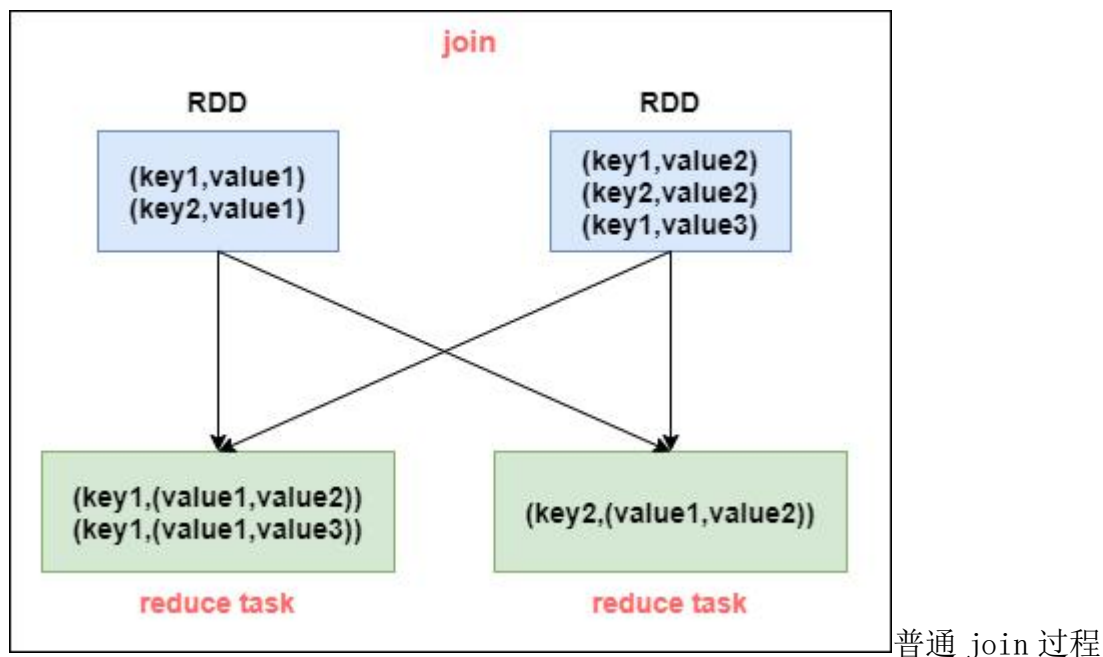 join
RDD
RDD
(key1,value1)
(key2,value1)
(key1,value2)
(key2,value2)
(key1,value3)
(key1,(value1,value2))
(key1,(value1,value3))
(key2,(value1,value2))
reduce task
reduce task
普通 join 过程